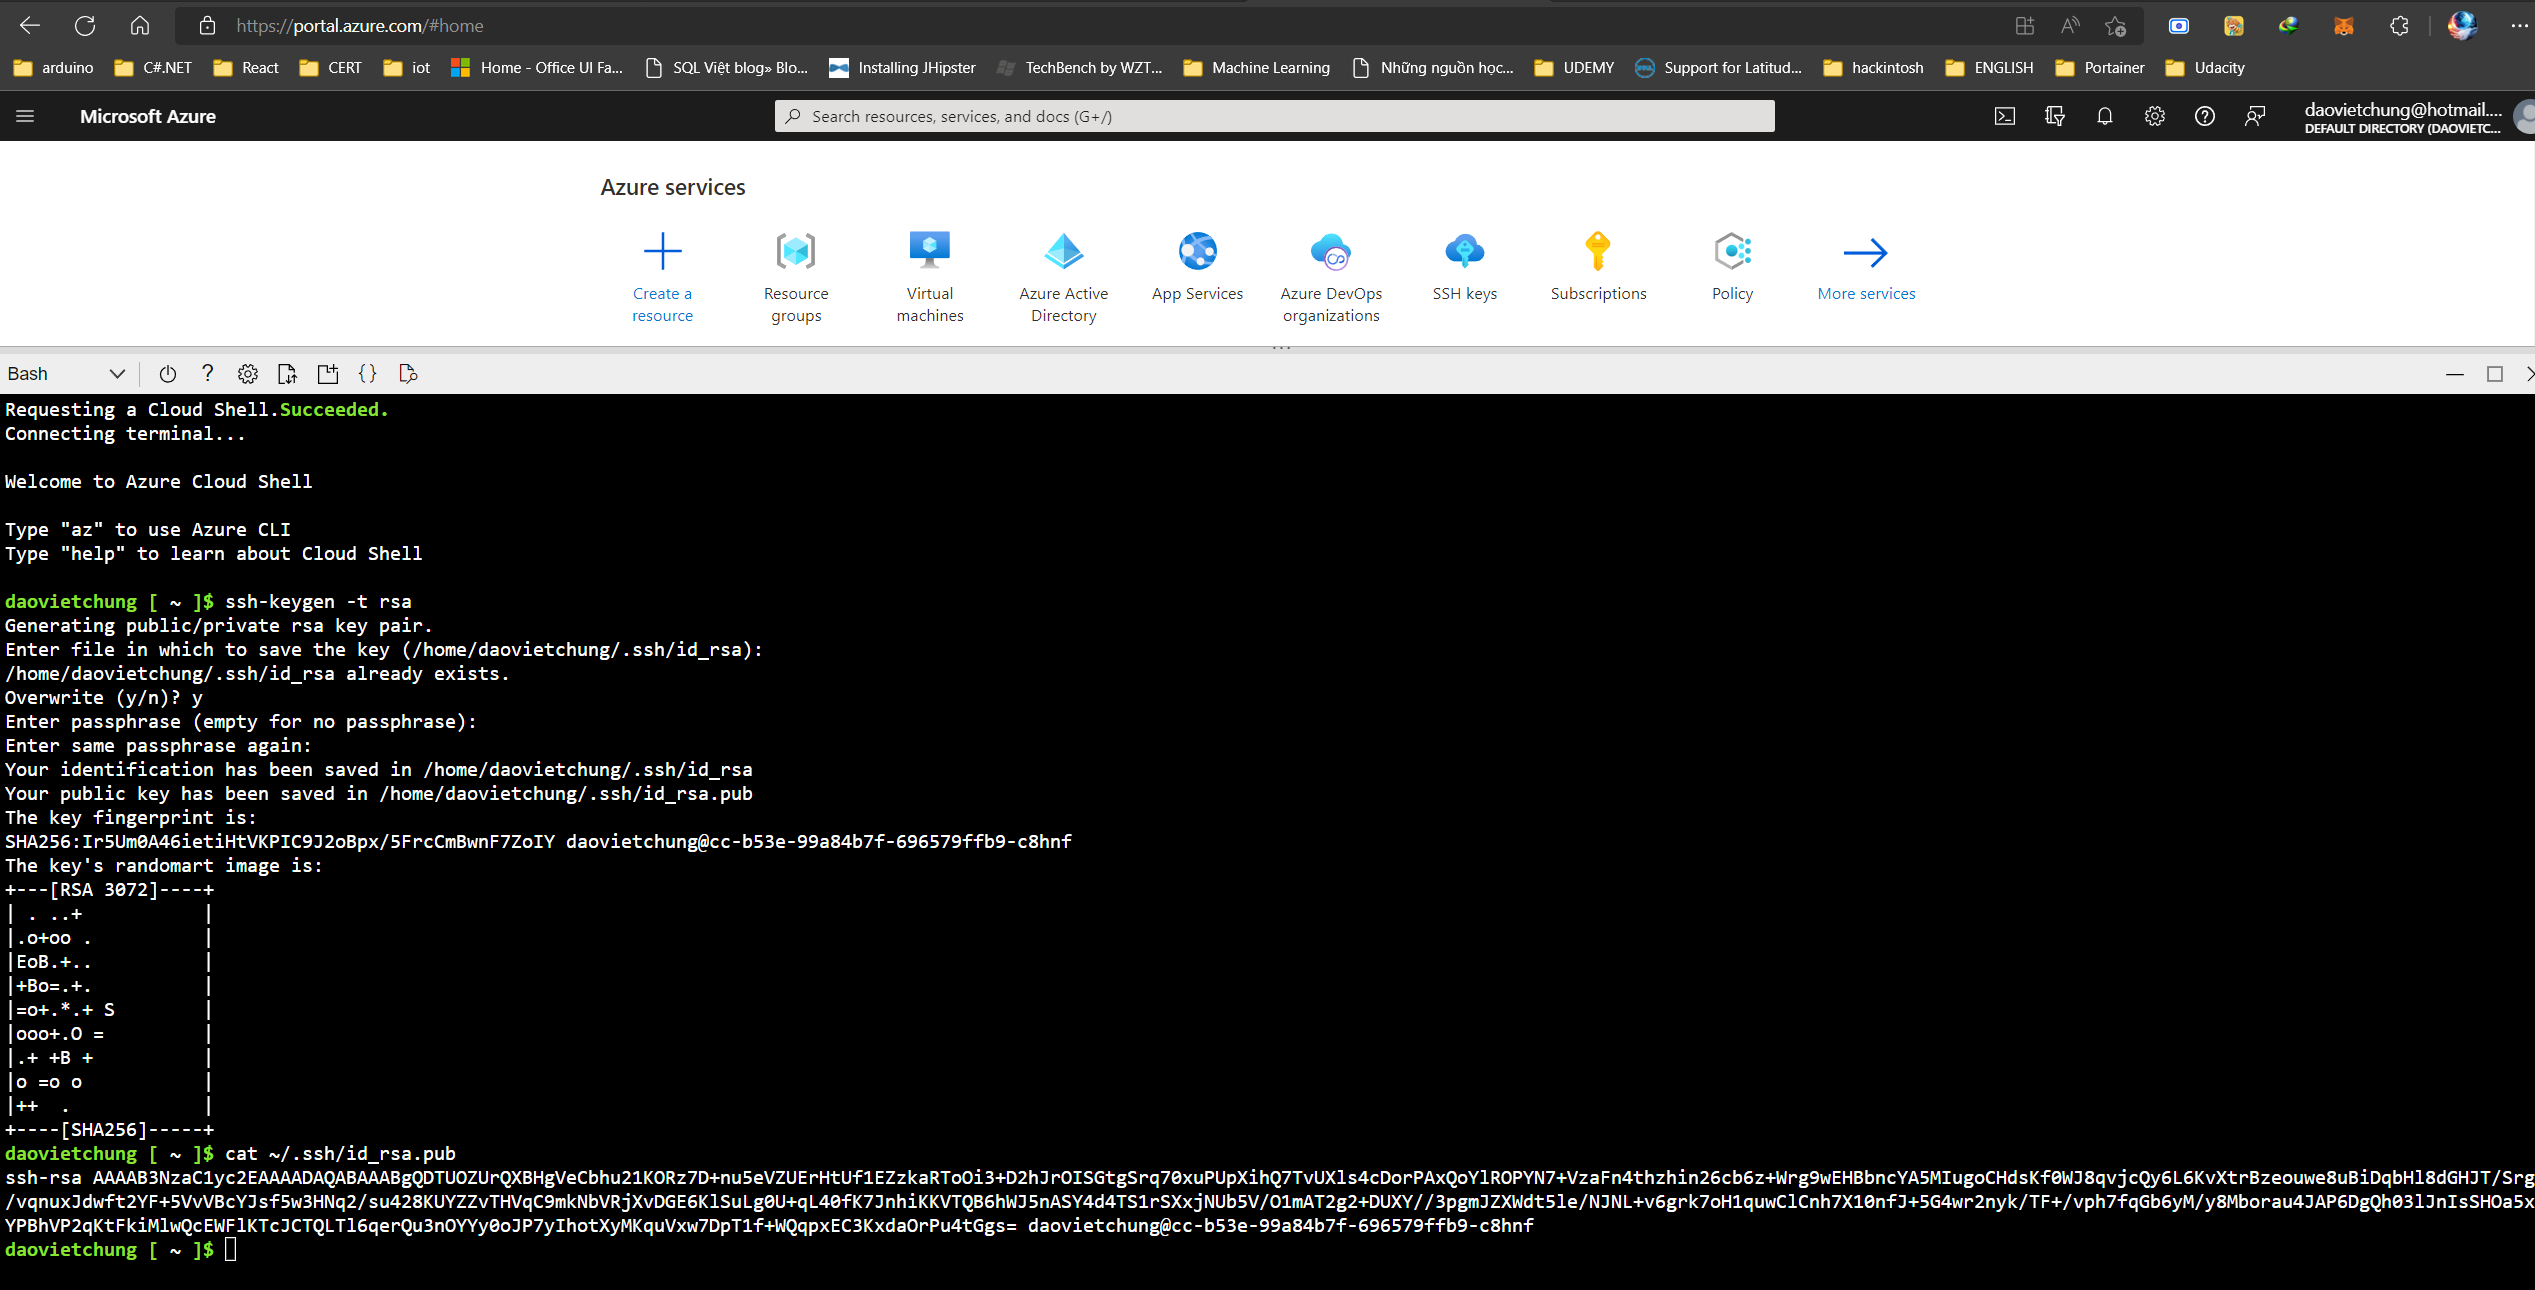 https://portal.azure.com/#home
arduino C#.NET React CERT iot Home - Office UI Fa... SQL Việt blog» Blo... Installing JHipster TechBench by WZT... Machine Learning Những nguồn học... UDEMY Support for Latitud... hackintosh ENGLISH Portainer Udacity
Microsoft Azure Search resources, services, and docs (G+/) daovietchung@hotmail....
DEFAULT DIRECTORY (DAOVIETC...
Azure services
Create a resource
Resource groups
Virtual machines
Azure Active Directory
App Services
Azure DevOps organizations
SSH keys
Subscriptions
Policy
More services
Bash
Requesting a Cloud Shell.Succeeded.
Connecting terminal...
Welcome to Azure Cloud Shell
Type "az" to use Azure CLI
Type "help" to learn about Cloud Shell
daovietchung [ ~ ]$ ssh-keygen -t rsa
Generating public/private rsa key pair.
Enter file in which to save the key (/home/daovietchung/.ssh/id_rsa):
/home/daovietchung/.ssh/id_rsa already exists.
Overwrite (y/n)? y
Enter passphrase (empty for no passphrase):
Enter same passphrase again:
Your identification has been saved in /home/daovietchung/.ssh/id_rsa
Your public key has been saved in /home/daovietchung/.ssh/id_rsa.pub
The key fingerprint is:
SHA256:Ir5Um0A46ietiHtVKPIC9J2oBpx/5FrcCmBwnF7ZoIY daovietchung@cc-b53e-99a84b7f-696579ffb9-c8hnf
The key's randomart image is:
+---[RSA 3072]----+
| . ..+           |
|.o+oo .          |
|EoB.+..          |
|+Bo=.+.          |
|=o+.*.+ S        |
|ooo+.O =         |
|.+ +B +          |
|o =o o           |
|++  .            |
+----[SHA256]-----+
daovietchung [ ~ ]$ cat ~/.ssh/id_rsa.pub
ssh-rsa AAAAB3NzaC1yc2EAAAADAQABAAABgQDTUOZUrQXBHgVeCbhu21KORz7D+nu5eVZUErHtUf1EZzkaRToOi3+D2hJrOISGtgSrq70xuPUpXihQ7TvUXls4cDorPAxQoYlROPYN7+VzaFn4thzhin26cb6z+Wrg9wEHBbncYA5MIugoCHdsKf0WJ8qvjcQy6L6KvXtrBzeouwe8uBiDqbHl8dGHJT/Srg
/vqnuxJdwft2YF+5VvVBcYJsf5w3HNq2/su428KUYZZvTHVqC9mkNbVRjXvDGE6KlSuLg0U+qL40fK7JnhiKKVTQB6hWJ5nASY4d4TS1rSXxjNUb5V/O1mAT2g2+DUXY//3pgmJZXWdt5le/NJNL+v6grk7oH1quwClCnh7X10nfJ+5G4wr2nyk/TF+/vph7fqGb6yM/y8Mborau4JAP6DgQh03lJnIsSHOa5x
YPBhVP2qKtFkiMlwQcEWFlKTcJCTQLTl6qerQu3nOYYy0oJP7yIhotXyMKquVxw7DpT1f+WQqpxEC3KxdaOrPu4tGgs= daovietchung@cc-b53e-99a84b7f-696579ffb9-c8hnf
daovietchung [ ~ ]$